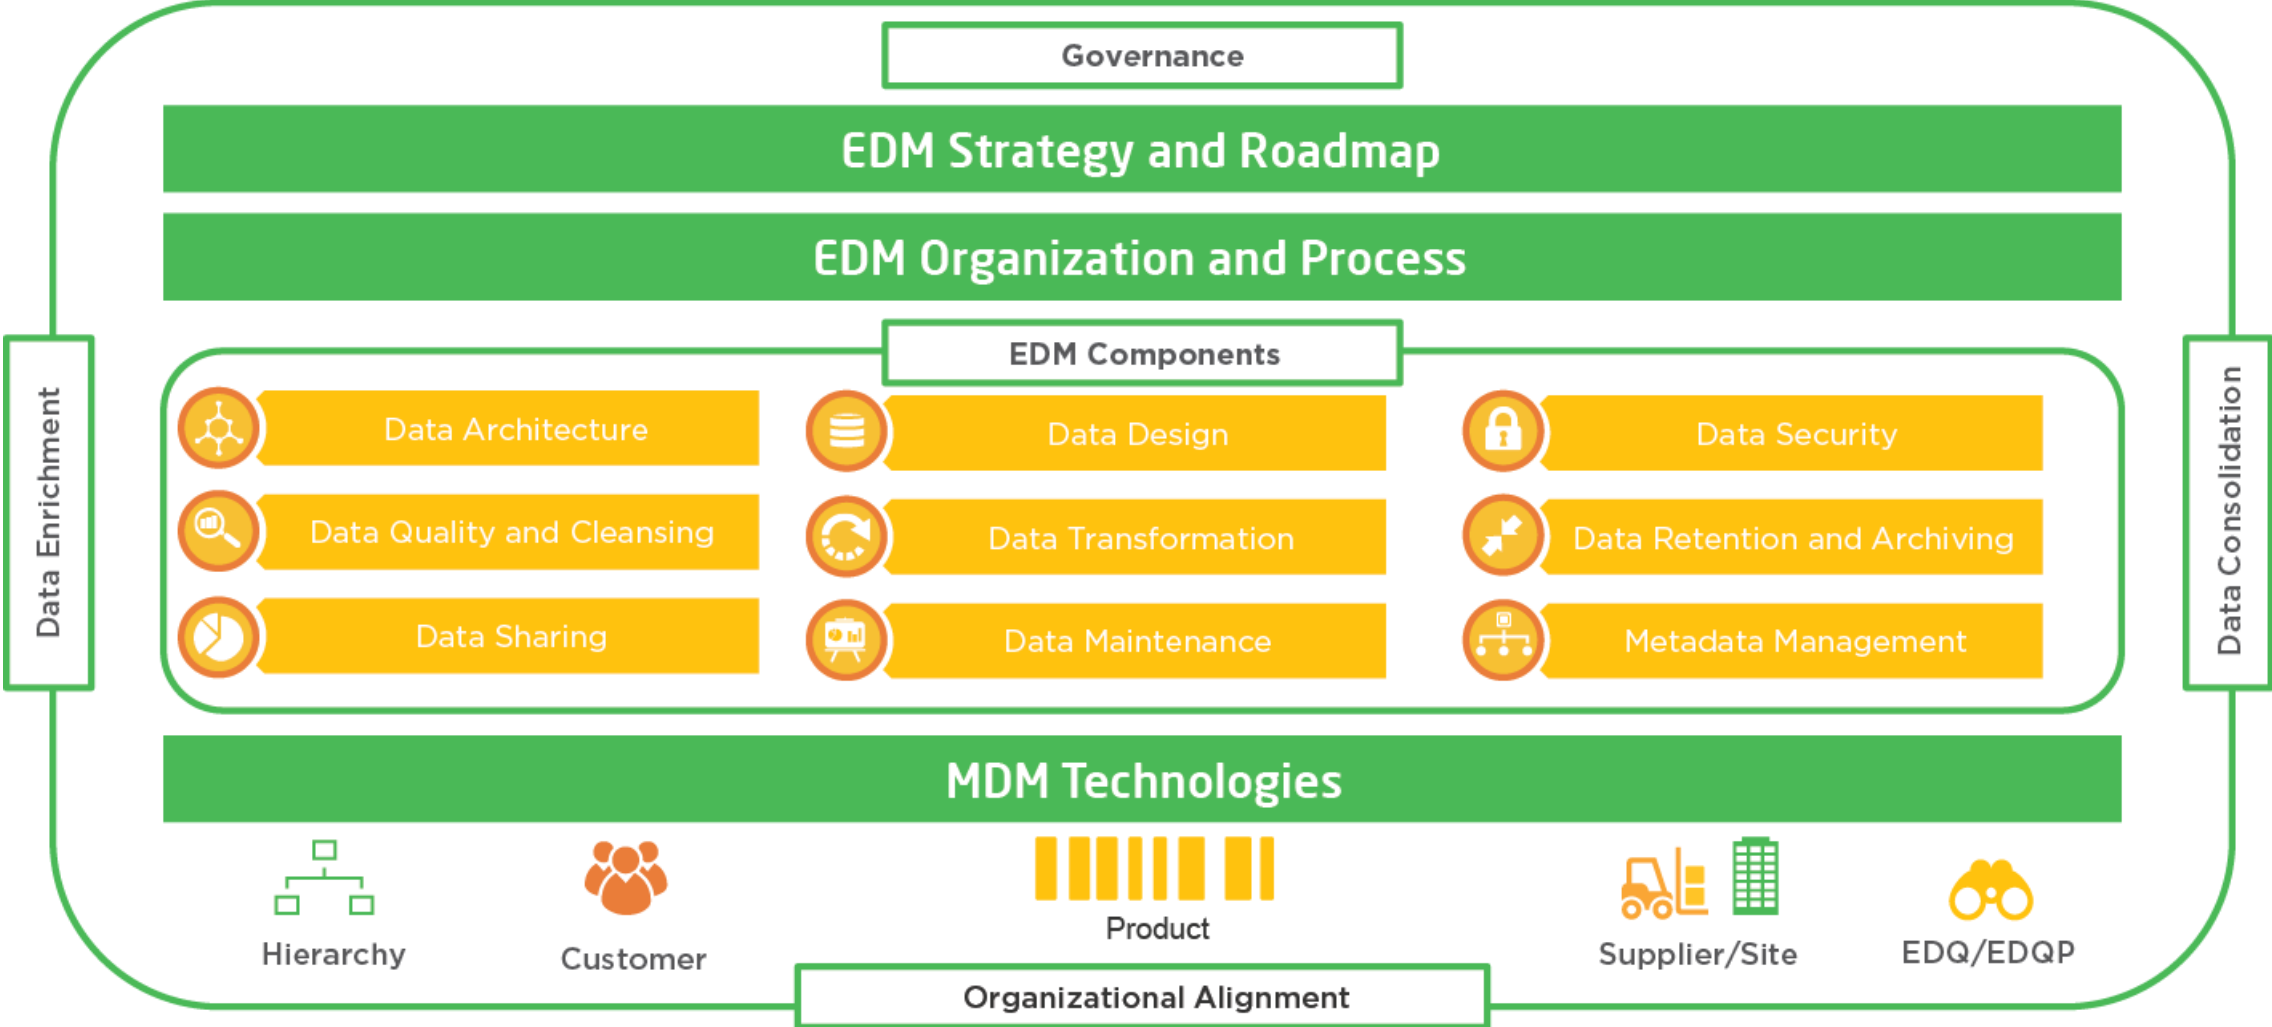 Governance
EDM Strategy and Roadmap
EDM Organization and Process
EDM Components
Data Enrichment
Data Architecture
Data Design
Data Security
Data Quality and Cleansing
Data Transformation
Data Retention and Archiving
Data Sharing
Data Maintenance
Metadata Management
Data Consolidation
MDM Technologies
Hierarchy
Customer
Product
Supplier/Site
EDQ/EDQP
Organizational Alignment